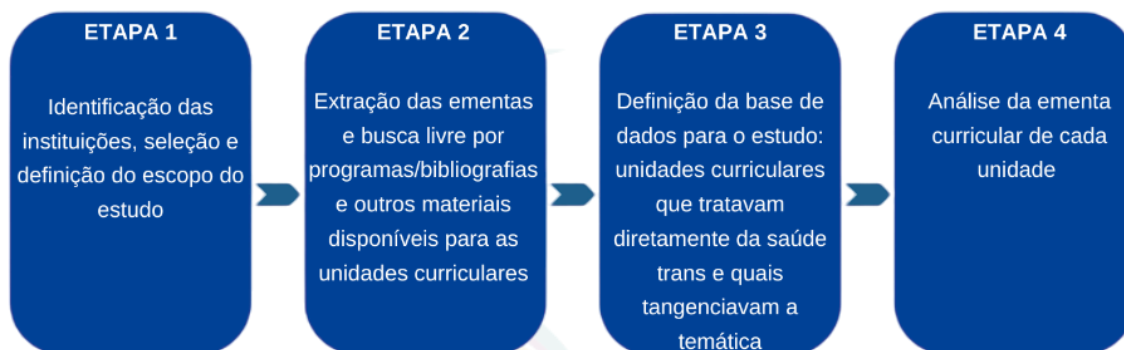 ETAPA 1
Identificação das
instituições, seleção e
definição do escopo do
estudo
ETAPA 2
Extração das ementas
e busca livre por
programas/bibliografias
e outros materiais
disponíveis para as
unidades curriculares
ETAPA 3
Definição da base de
dados para o estudo:
unidades curriculares
que tratavam
diretamente da saúde
trans e quais
tangenciavam a
temática
ETAPA 4
Análise da ementa
curricular de cada
unidade